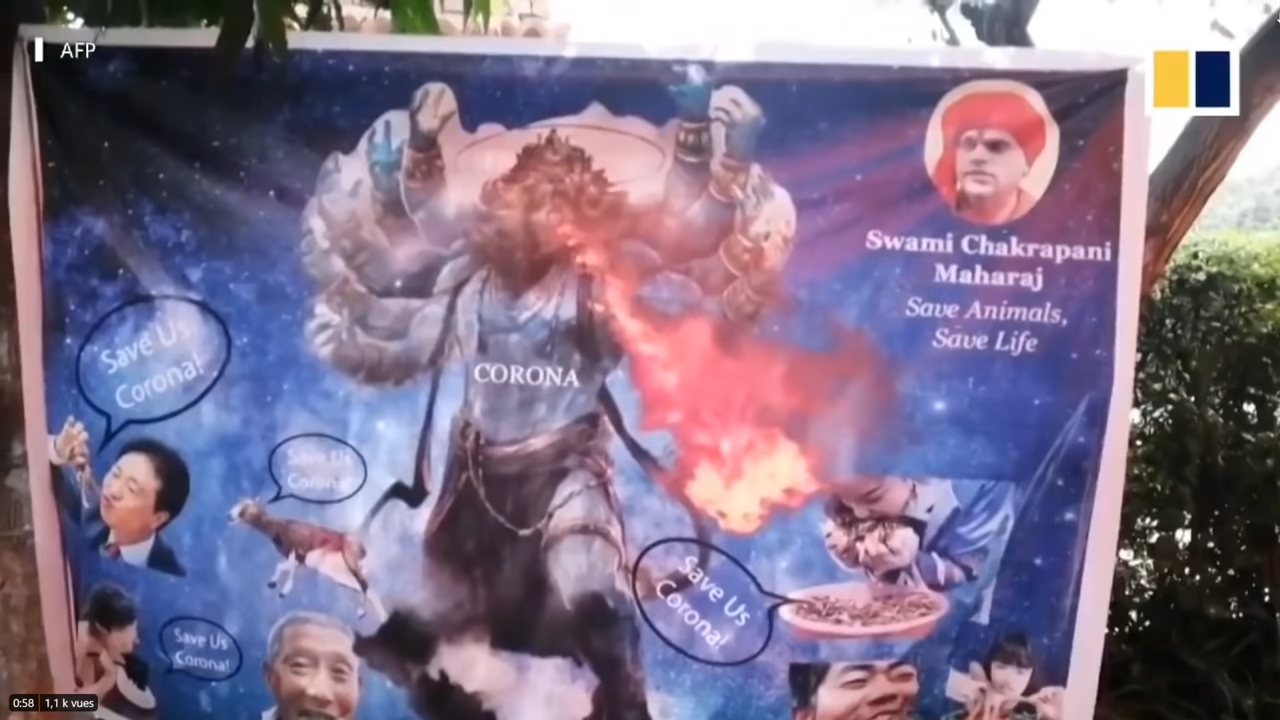 AFP
Swami Chakrapani
Maharaj
Save Animals,
Save Life
Save Us
Corona!
CORONA
Save Us
Corona!
Save Us
Corona!
Save Us
Corona!
0:58
1,1 k vues